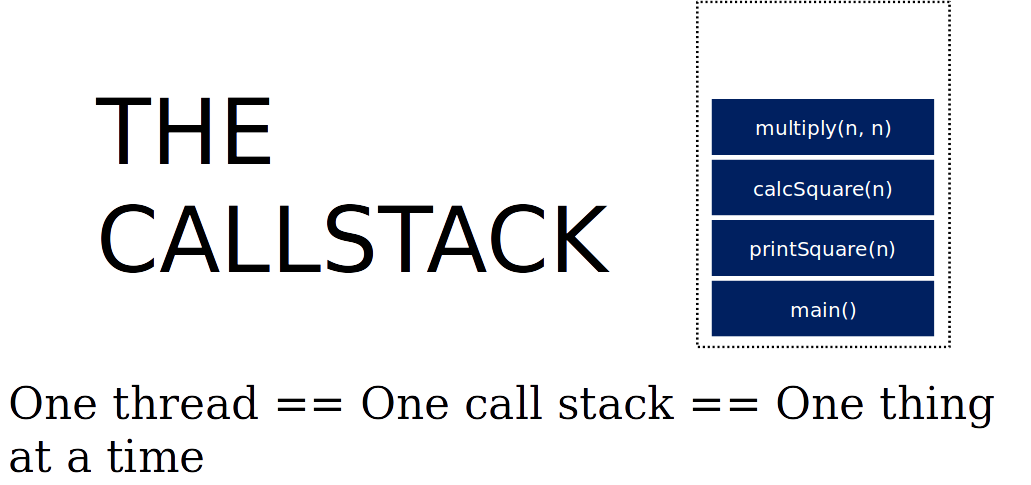 THE
CALLSTACK
multiply(n, n)
calcSquare(n)
printSquare(n)
main()
One thread == One call stack == One thing
at a time